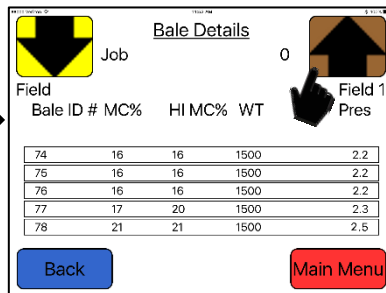 Bale Details
Job 0
Field Field 1
Bale ID # MC% HI MC% WT Pres
74 16 16 1500 2.2
75 16 16 1500 2.2
76 16 16 1500 2.2
77 17 20 1500 2.3
78 21 21 1500 2.5
Back Main Menu